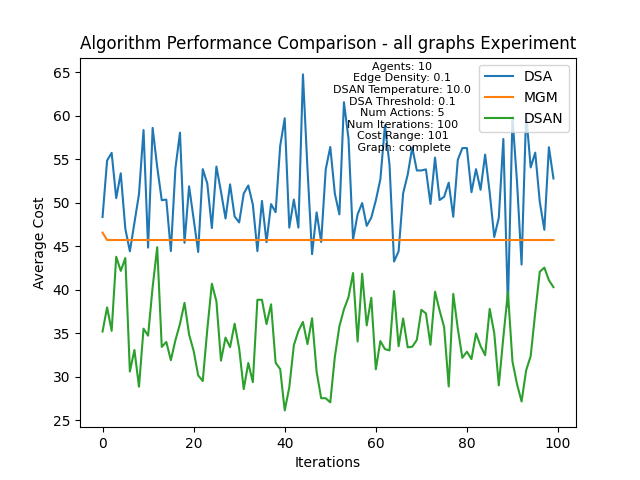 Algorithm Performance Comparison - all graphs Experiment
Agents: 10
Edge Density: 0.1
DSAN Temperature: 10.0
DSA Threshold: 0.1
Num Actions: 5
Num Iterations: 100
Cost Range: 101
Graph: complete
DSA
MGM
DSAN
65
60
55
50
45
40
35
30
25
Average Cost
0
20
40
60
80
100
Iterations